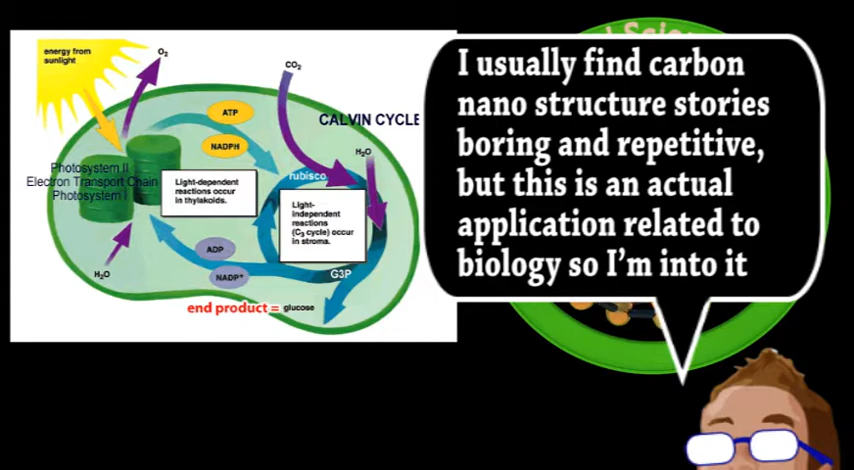 energy from
sunlight
O2
CO2
ATP
CALVIN CYCLE
NADPH
H2O
Photosystem II
Electron Transport Chain
Photosystem I
rubisco
Light-dependent
reactions occur
in thylakoids.
Light-
independent
reactions
(C3 cycle) occur
in stroma.
ADP
H2O
NADP+
G3P
end product = glucose
I usually find carbon
nano structure stories
boring and repetitive,
but this is an actual
application related to
biology so I'm into it